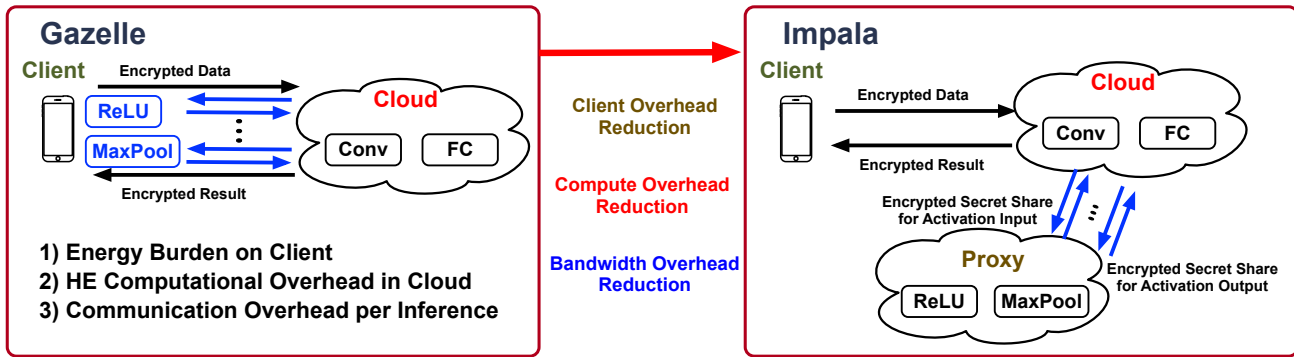 Gazelle
Client
Encrypted Data
ReLU
MaxPool
Cloud
Conv
FC
Encrypted Result
1) Energy Burden on Client
2) HE Computational Overhead in Cloud
3) Communication Overhead per Inference
Client Overhead
Reduction
Compute Overhead
Reduction
Bandwidth Overhead
Reduction
Impala
Client
Encrypted Data
Cloud
Conv
FC
Encrypted Result
Encrypted Secret Share
for Activation Input
Proxy
ReLU
MaxPool
Encrypted Secret Share
for Activation Output